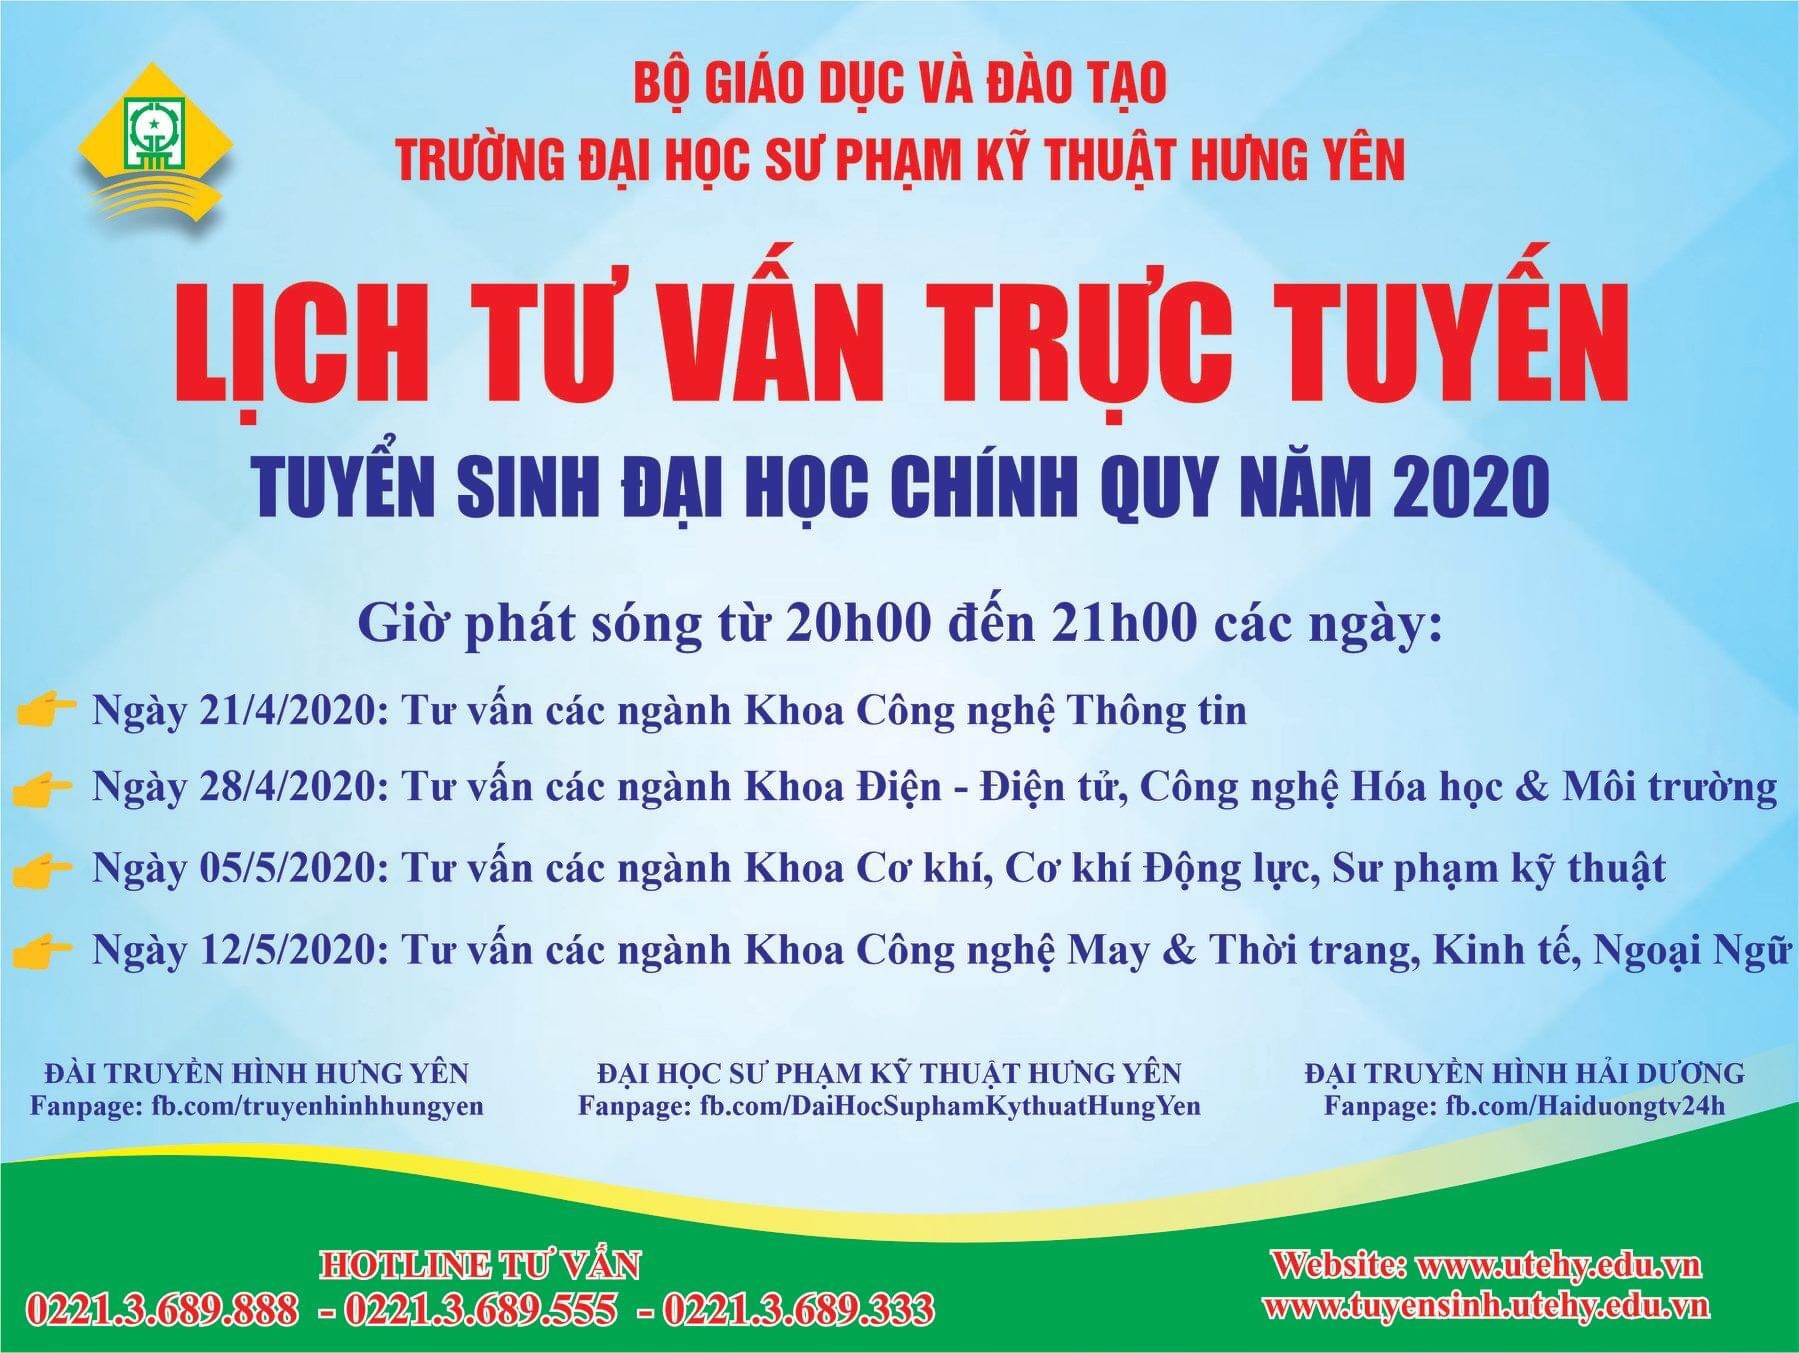 BỘ GIÁO DỤC VÀ ĐÀO TẠO
TRƯỜNG ĐẠI HỌC SƯ PHẠM KỸ THUẬT HƯNG YÊN
LỊCH TƯ VẤN TRỰC TUYẾN
TUYỂN SINH ĐẠI HỌC CHÍNH QUY NĂM 2020
Giờ phát sóng từ 20h00 đến 21h00 các ngày:
Ngày 21/4/2020: Tư vấn các ngành Khoa Công nghệ Thông tin
Ngày 28/4/2020: Tư vấn các ngành Khoa Điện - Điện tử, Công nghệ Hóa học & Môi trường
Ngày 05/5/2020: Tư vấn các ngành Khoa Cơ khí, Cơ khí Động lực, Sư phạm kỹ thuật
Ngày 12/5/2020: Tư vấn các ngành Khoa Công nghệ May & Thời trang, Kinh tế, Ngoại Ngữ
ĐÀI TRUYỀN HÌNH HƯNG YÊN
Fanpage: fb.com/truyenhinhhungyen
ĐẠI HỌC SƯ PHẠM KỸ THUẬT HƯNG YÊN
Fanpage: fb.com/DaiHocSuphamKythuatHungYen
ĐẠI TRUYỀN HÌNH HẢI DƯƠNG
Fanpage: fb.com/Haiduongtv24h
HOTLINE TƯ VẤN
0221.3.689.888 - 0221.3.689.555 - 0221.3.689.333
Website: www.utehy.edu.vn
www.tuyensinh.utehy.edu.vn